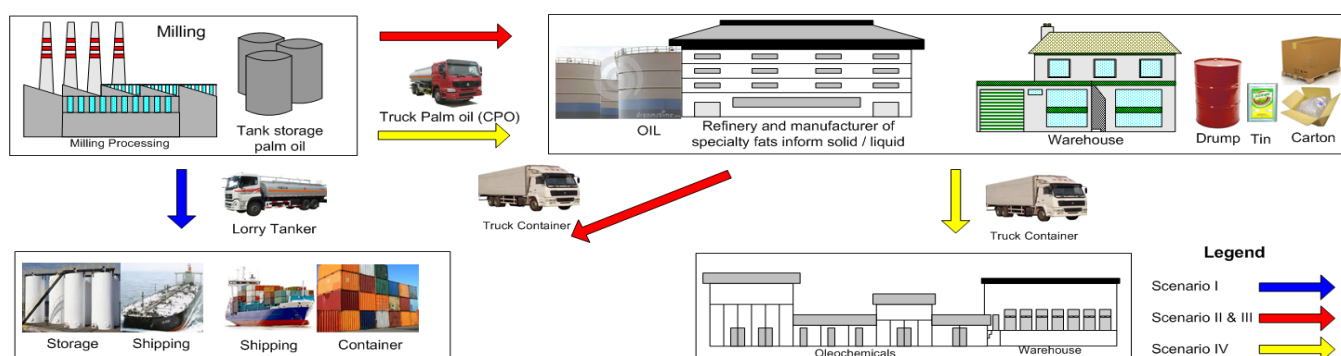 Milling
Milling Processing
Tank storage
palm oil
Truck Palm oil (CPO)
OIL
Refinery and manufacturer of
specialty fats inform solid / liquid
Warehouse
Drump
Tin
Carton
Lorry Tanker
Truck Container
Truck Container
Storage
Shipping
Shipping
Container
Oleochemicals
Warehouse
Legend
Scenario I
Scenario II & III
Scenario IV